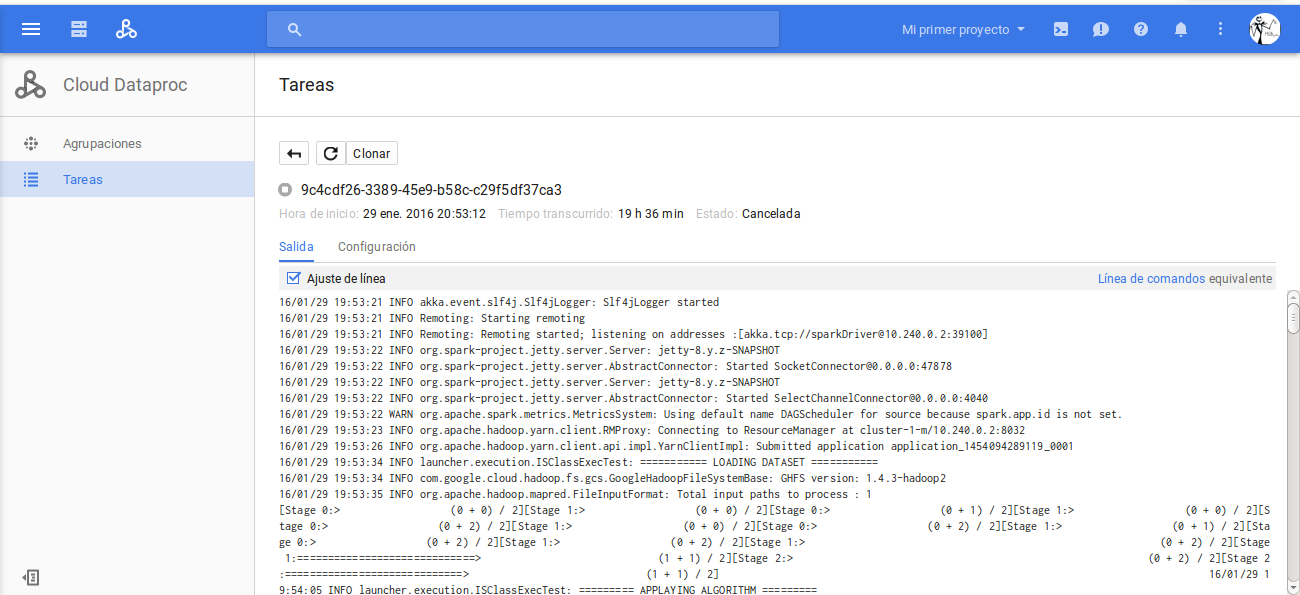 Mi primer proyecto
Cloud Dataproc
Tareas
Agrupaciones
Tareas
Clonar
9c4cdf26-3389-45e9-b58c-c29f5df37ca3
Hora de inicio: 29 ene. 2016 20:53:12 Tiempo transcurrido: 19 h 36 min Estado: Cancelada
Salida Configuración
Ajuste de línea Línea de comandos equivalente
16/01/29 19:53:21 INFO akka.event.slf4j.Slf4jLogger: Slf4jLogger started
16/01/29 19:53:21 INFO Remoting: Starting remoting
16/01/29 19:53:21 INFO Remoting: Remoting started; listening on addresses :[akka.tcp://sparkDriver@10.240.0.2:39100]
16/01/29 19:53:22 INFO org.spark-project.jetty.server.Server: jetty-8.y.z-SNAPSHOT
16/01/29 19:53:22 INFO org.spark-project.jetty.server.AbstractConnector: Started SocketConnector@0.0.0.0:47878
16/01/29 19:53:22 INFO org.spark-project.jetty.server.Server: jetty-8.y.z-SNAPSHOT
16/01/29 19:53:22 INFO org.spark-project.jetty.server.AbstractConnector: Started SelectChannelConnector@0.0.0.0:4040
16/01/29 19:53:22 WARN org.apache.spark.metrics.MetricsSystem: Using default name DAGScheduler for source because spark.app.id is not set.
16/01/29 19:53:23 INFO org.apache.hadoop.yarn.client.RMProxy: Connecting to ResourceManager at cluster-1-m/10.240.0.2:8032
16/01/29 19:53:26 INFO org.apache.hadoop.yarn.client.api.impl.YarnClientImpl: Submitted application application_1454094289119_0001
16/01/29 19:53:34 INFO launcher.execution.ISClassExecTest: =========== LOADING DATASET ===========
16/01/29 19:53:34 INFO com.google.cloud.hadoop.fs.gcs.GoogleHadoopFileSystemBase: GHFS version: 1.4.3-hadoop2
16/01/29 19:53:35 INFO org.apache.hadoop.mapred.FileInputFormat: Total input paths to process : 1
[Stage 0:> (0 + 0) / 2][Stage 1:> (0 + 0) / 2][Stage 0:> (0 + 1) / 2][Stage 1:> (0 + 0) / 2][S
tage 0:> (0 + 2) / 2][Stage 1:> (0 + 0) / 2][Stage 0:> (0 + 2) / 2][Stage 1:> (0 + 1) / 2][Sta
ge 0:> (0 + 2) / 2][Stage 1:> (0 + 2) / 2][Stage 1:> (0 + 2) / 2][Stage
1:=============================> (1 + 1) / 2][Stage 2:> (0 + 2) / 2][Stage 2
:=============================> (1 + 1) / 2] 16/01/29 1
9:54:05 INFO launcher.execution.ISClassExecTest: ========= APPLAYING ALGORITHM =========